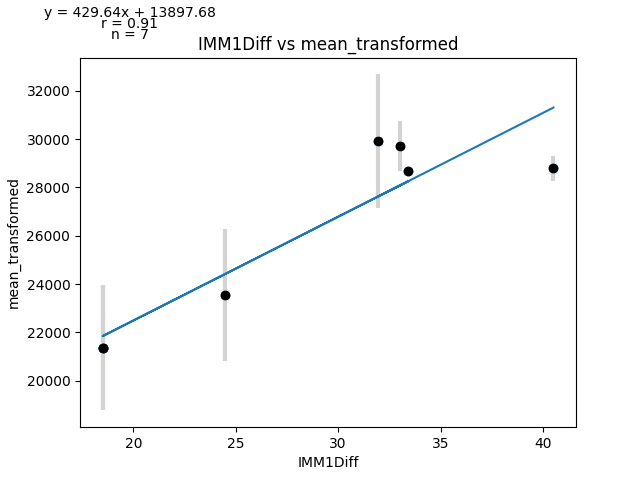 y = 429.64x + 13897.68
r = 0.91
n = 7
IMM1Diff vs mean_transformed
32000
30000
28000
26000
24000
22000
20000
mean_transformed
20 25 30 35 40
IMM1Diff